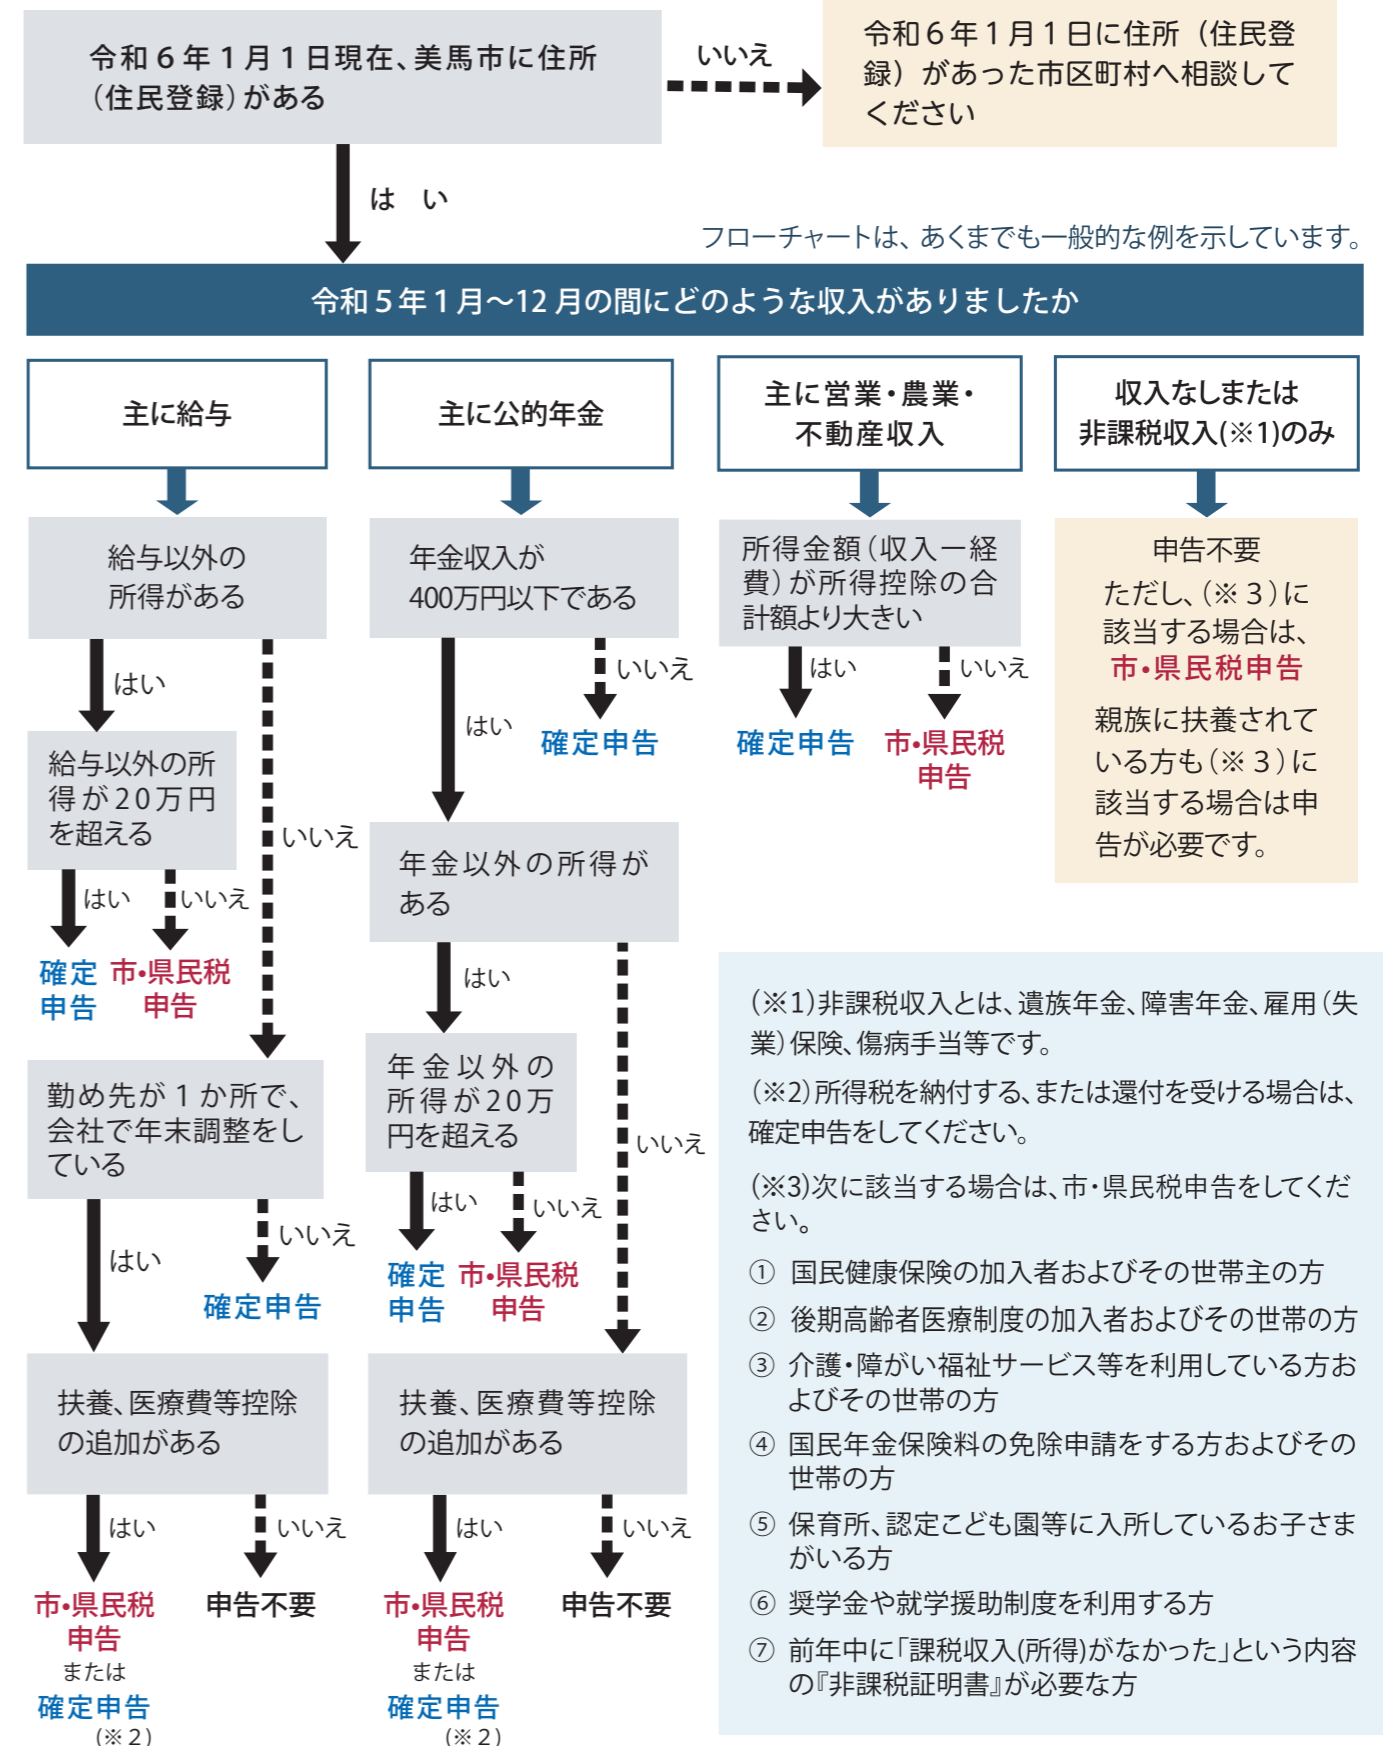 令和６年１月１日現在、美馬市に住所
（住民登録）がある
いいえ
令和６年１月１日に住所（住民登
録）があった市区町村へ相談して
ください
は　い
フローチャートは、あくまでも一般的な例を示しています。
令和５年１月～12月の間にどのような収入がありましたか
主に給与
給与以外の
所得がある
はい
いいえ
給与以外の所
得が20万円
を超える
はい
いいえ
確定
申告
市・県民税
申告
勤め先が１か所で、
会社で年末調整をし
ている
はい
いいえ
確定申告
扶養、医療費等控除
の追加がある
はい
いいえ
市・県民税
申告
または
確定申告
(※２)
申告不要
主に公的年金
年金収入が
400万円以下である
はい
いいえ
確定申告
年金以外の所得が
ある
はい
いいえ
年金以外の
所得が20万
円を超える
はい
いいえ
確定
申告
市・県民税
申告
扶養、医療費等控除
の追加がある
はい
いいえ
市・県民税
申告
または
確定申告
(※２)
申告不要
主に営業・農業・
不動産収入
所得金額（収入ー経
費）が所得控除の合
計額より大きい
はい
いいえ
確定申告
市・県民税
申告
収入なしまたは
非課税収入(※1)のみ
申告不要
ただし、（※３）に
該当する場合は、
市・県民税申告
親族に扶養されて
いる方も（※３）に
該当する場合は申
告が必要です。
(※1)非課税収入とは、遺族年金、障害年金、雇用（失
業）保険、傷病手当等です。
(※2)所得税を納付する、または還付を受ける場合は、
確定申告をしてください。
(※3)次に該当する場合は、市・県民税申告をしてくだ
さい。
① 国民健康保険の加入者およびその世帯主の方
② 後期高齢者医療制度の加入者およびその世帯の方
③ 介護・障がい福祉サービス等を利用している方お
よびその世帯の方
④ 国民年金保険料の免除申請をする方およびその
世帯の方
⑤ 保育所、認定こども園等に入所しているお子さま
がいる方
⑥ 奨学金や就学援助制度を利用する方
⑦ 前年中に「課税収入(所得)がなかった」という内容
の『非課税証明書』が必要な方